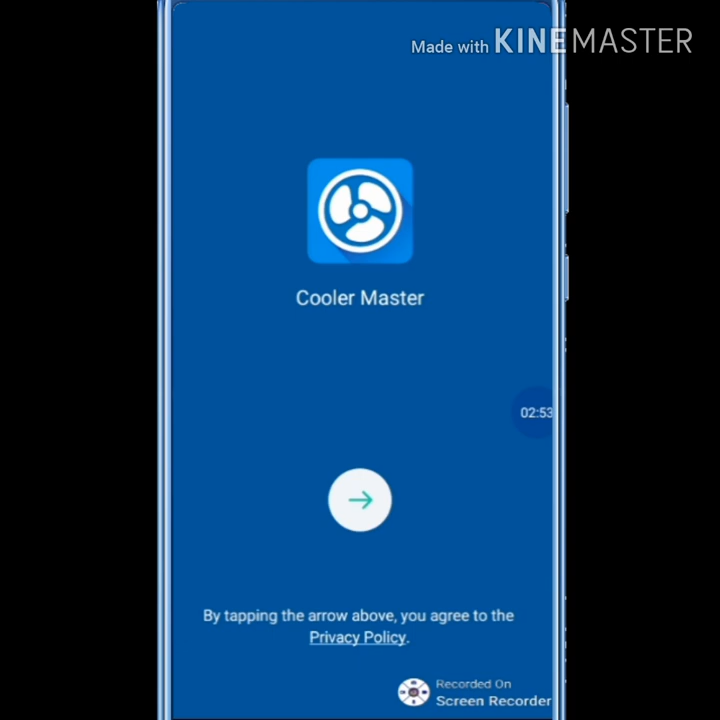 Made with KINEMASTER
Cooler Master
02:53
By tapping the arrow above, you agree to the
Privacy Policy.
Recorded On
Screen Recorder